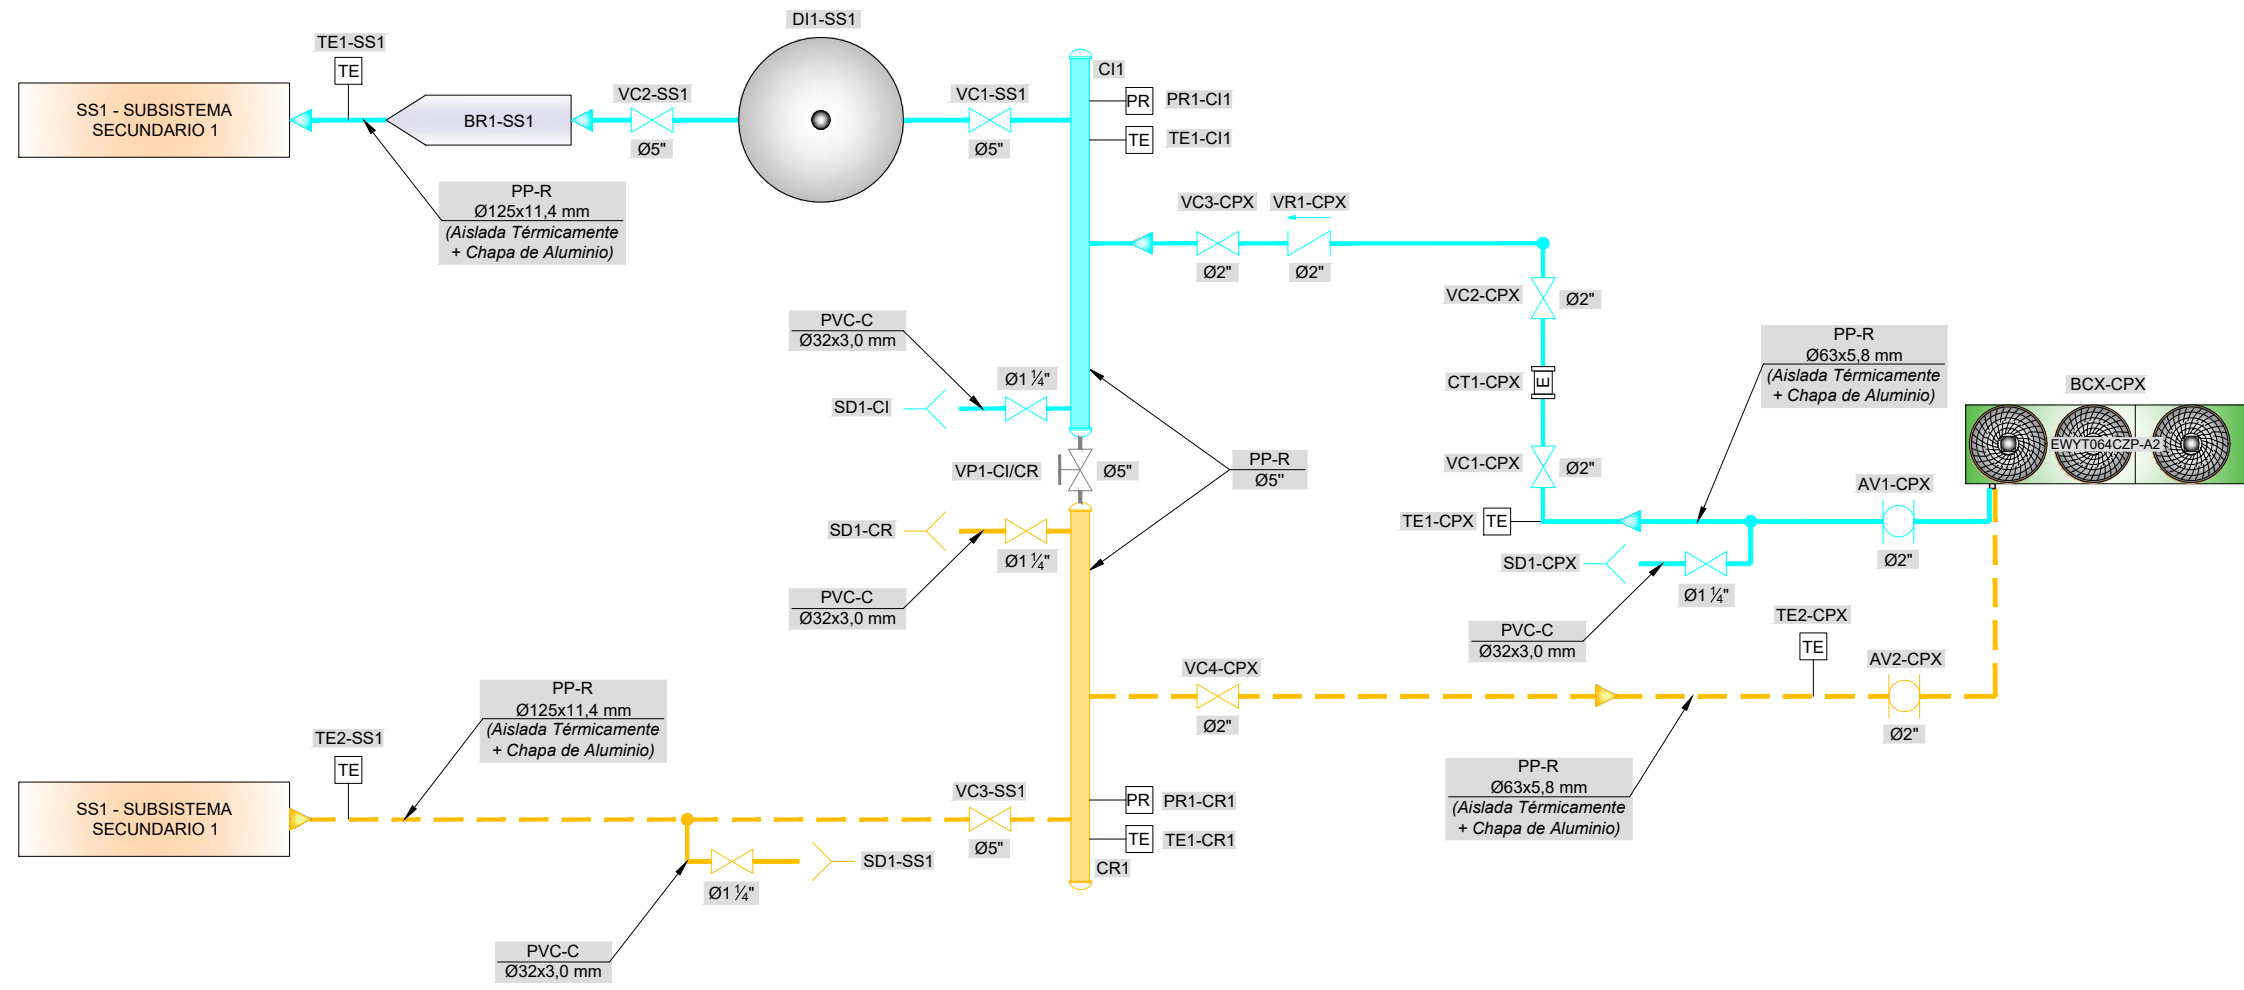 DI1-SS1
TE1-SS1
TE
SS1 - SUBSISTEMA
SECUNDARIO 1
BR1-SS1
VC2-SS1
Ø5"
VC1-SS1
Ø5"
CI1
PR
PR1-CI1
TE
TE1-CI1
PP-R
Ø125x11,4 mm
(Aislada Térmicamente
+ Chapa de Aluminio)
VC3-CPX
Ø2"
VR1-CPX
Ø2"
VC2-CPX
Ø2"
PVC-C
Ø32x3,0 mm
Ø1 ¼"
SD1-CI
CT1-CPX
E
PP-R
Ø63x5,8 mm
(Aislada Térmicamente
+ Chapa de Aluminio)
BCX-CPX
EWYT064CZP-A2
VP1-CI/CR
Ø5"
PP-R
Ø5"
VC1-CPX
Ø2"
AV1-CPX
Ø2"
SD1-CR
Ø1 ¼"
TE1-CPX
TE
SD1-CPX
Ø1 ¼"
PVC-C
Ø32x3,0 mm
PVC-C
Ø32x3,0 mm
TE2-CPX
TE
AV2-CPX
Ø2"
VC4-CPX
Ø2"
PP-R
Ø125x11,4 mm
(Aislada Térmicamente
+ Chapa de Aluminio)
TE2-SS1
TE
PP-R
Ø63x5,8 mm
(Aislada Térmicamente
+ Chapa de Aluminio)
SS1 - SUBSISTEMA
SECUNDARIO 1
VC3-SS1
Ø5"
PR
PR1-CR1
TE
TE1-CR1
CR1
SD1-SS1
Ø1 ¼"
PVC-C
Ø32x3,0 mm